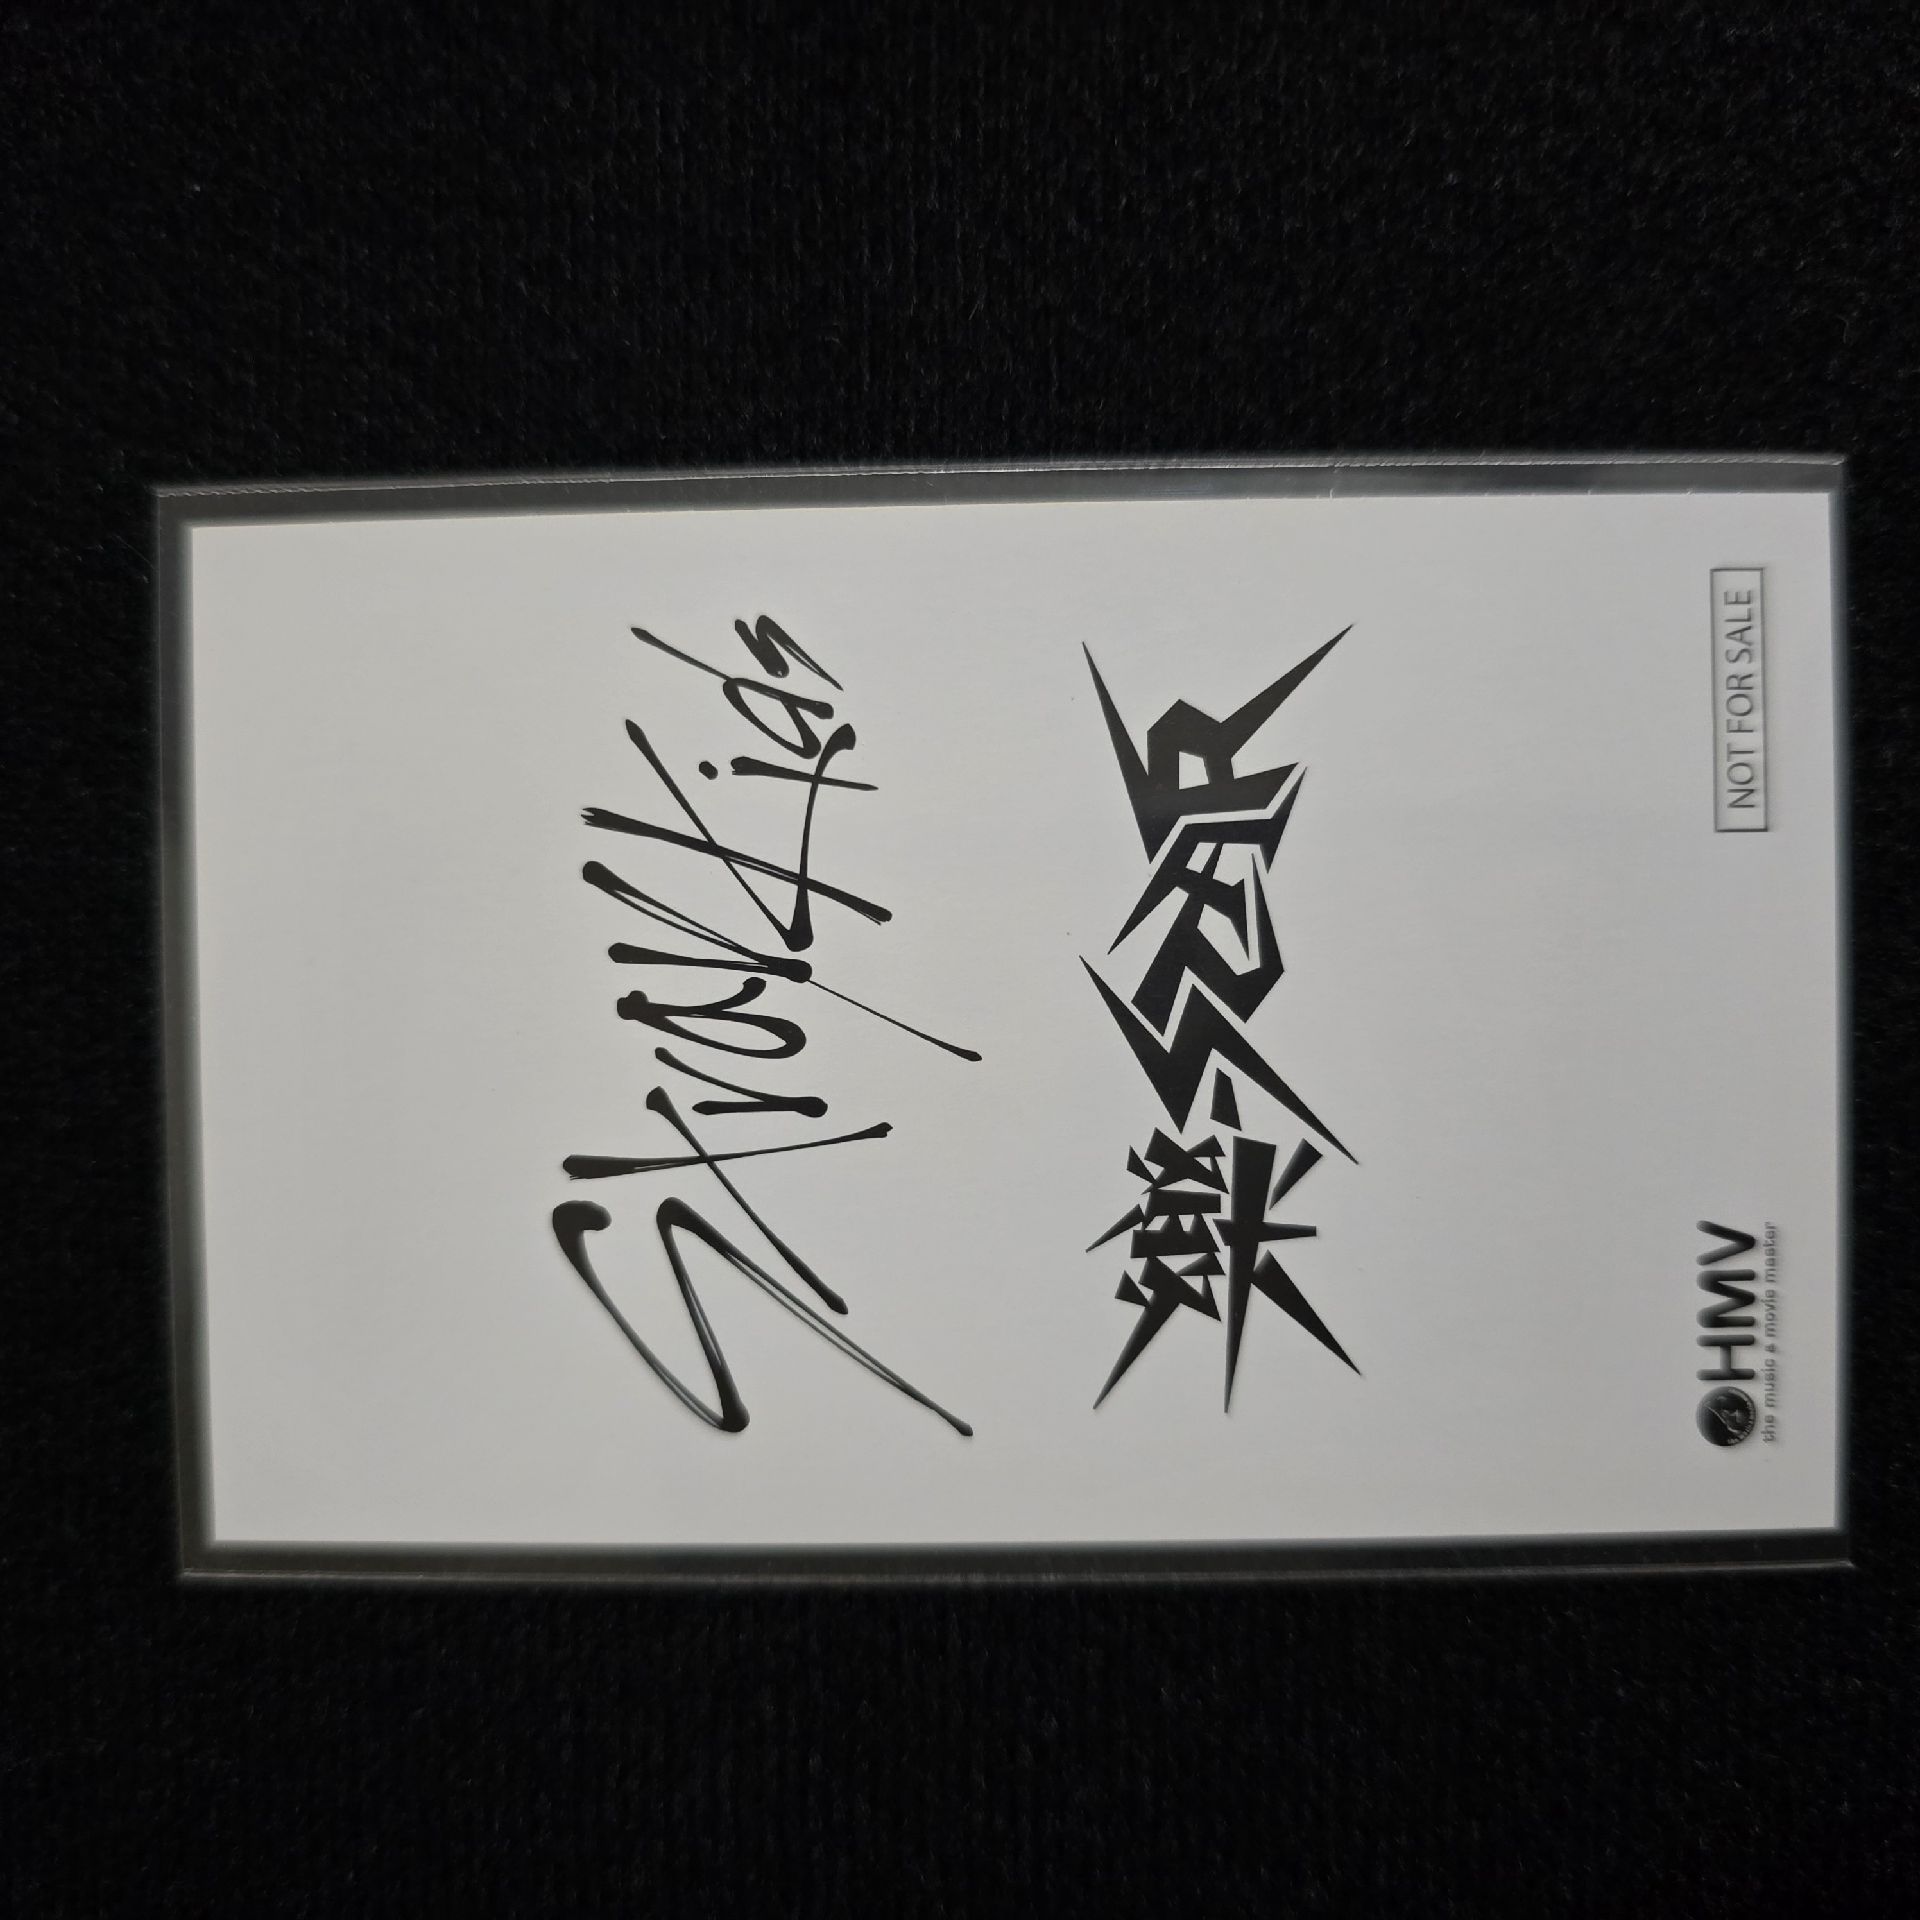 Stray Kids
樂-STAR
HMV
the music & movie master
NOT FOR SALE